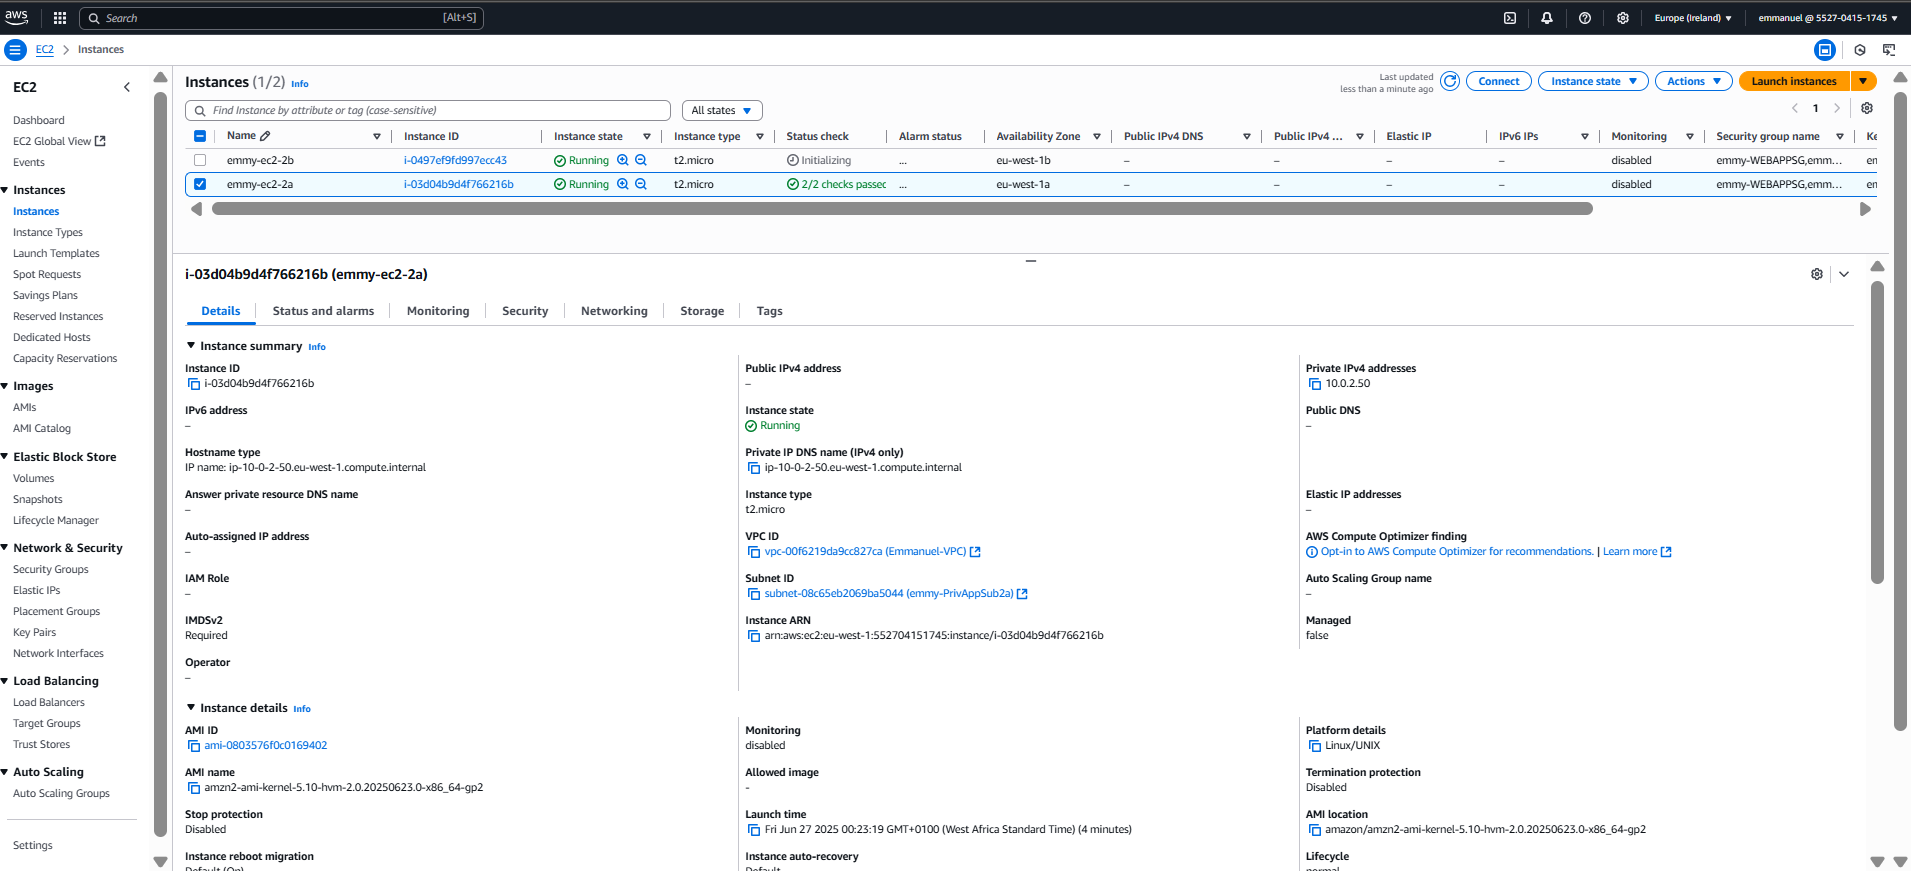 aws
Search [Alt+S]
Europe (Ireland)
emmanuel @ 5527-0415-1745
EC2 Instances
EC2
Dashboard
EC2 Global View
Events
Instances
Instances
Instance Types
Launch Templates
Spot Requests
Savings Plans
Reserved Instances
Dedicated Hosts
Capacity Reservations
Images
AMIs
AMI Catalog
Elastic Block Store
Volumes
Snapshots
Lifecycle Manager
Network & Security
Security Groups
Elastic IPs
Placement Groups
Key Pairs
Network Interfaces
Load Balancing
Load Balancers
Target Groups
Trust Stores
Auto Scaling
Auto Scaling Groups
Settings
Instances (1/2) Info
Last updated
less than a minute ago
Connect
Instance state
Actions
Launch instances
Find Instance by attribute or tag (case-sensitive)
All states
1
Name Instance ID Instance state Instance type Status check Alarm status Availability Zone Public IPv4 DNS Public IPv4 ... Elastic IP IPv6 IPs Monitoring Security group name Ke
emmy-ec2-2b i-0497ef9fd997ecc43 Running t2.micro Initializing ... eu-west-1b – – – – disabled emmy-WEBAPPSG,emm... en
emmy-ec2-2a i-03d04b9d4f766216b Running t2.micro 2/2 checks passed ... eu-west-1a – – – – disabled emmy-WEBAPPSG,emm... en
i-03d04b9d4f766216b (emmy-ec2-2a)
Details Status and alarms Monitoring Security Networking Storage Tags
Instance summary Info
Instance ID
i-03d04b9d4f766216b
Public IPv4 address
–
Private IPv4 addresses
10.0.2.50
IPv6 address
–
Instance state
Running
Public DNS
–
Hostname type
IP name: ip-10-0-2-50.eu-west-1.compute.internal
Private IP DNS name (IPv4 only)
ip-10-0-2-50.eu-west-1.compute.internal
Answer private resource DNS name
–
Instance type
t2.micro
Elastic IP addresses
–
Auto-assigned IP address
–
VPC ID
vpc-00f6219da9cc827ca (Emmanuel-VPC)
AWS Compute Optimizer finding
Opt-in to AWS Compute Optimizer for recommendations. | Learn more
IAM Role
–
Subnet ID
subnet-08c65eb2069ba5044 (emmy-PrivAppSub2a)
Auto Scaling Group name
–
IMDSv2
Required
Instance ARN
arn:aws:ec2:eu-west-1:552704151745:instance/i-03d04b9d4f766216b
Managed
false
Operator
–
Instance details Info
AMI ID
ami-0803576f0c0169402
Monitoring
disabled
Platform details
Linux/UNIX
AMI name
amzn2-ami-kernel-5.10-hvm-2.0.20250623.0-x86_64-gp2
Allowed image
-
Termination protection
Disabled
Stop protection
Disabled
Launch time
Fri Jun 27 2025 00:23:19 GMT+0100 (West Africa Standard Time) (4 minutes)
AMI location
amazon/amzn2-ami-kernel-5.10-hvm-2.0.20250623.0-x86_64-gp2
Instance reboot migration
Default (On)
Instance auto-recovery
Default
Lifecycle
normal